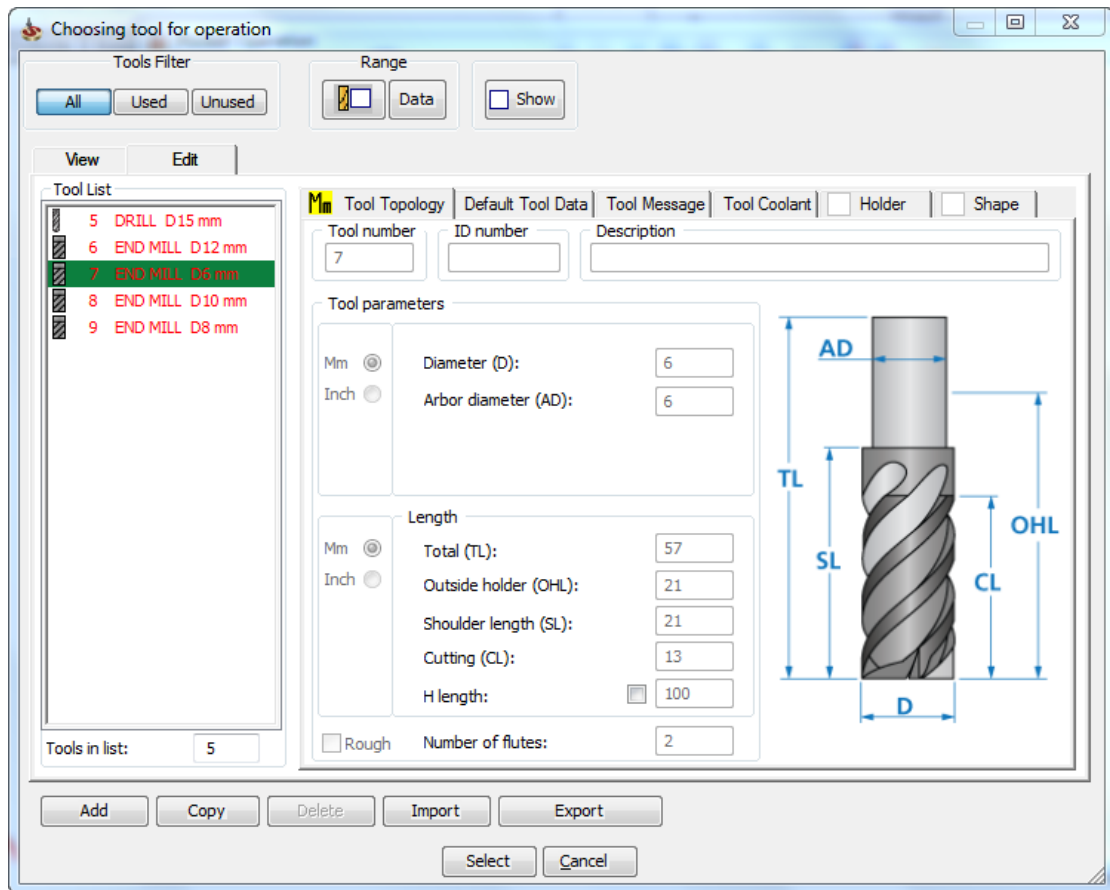 Choosing tool for operation
Tools Filter
Range
All Used Unused
Data
Show
View Edit
Tool List
5 DRILL D15 mm
6 END MILL D12 mm
7 END MILL D6 mm
8 END MILL D10 mm
9 END MILL D8 mm
Tools in list: 5
Mm Tool Topology Default Tool Data Tool Message Tool Coolant Holder Shape
Tool number ID number Description
7
Tool parameters
Mm Diameter (D): 6
Inch Arbor diameter (AD): 6
Length
Mm Total (TL): 57
Inch Outside holder (OHL): 21
Shoulder length (SL): 21
Cutting (CL): 13
H length: 100
Rough Number of flutes: 2
AD
TL
OHL
SL
CL
D
Add Copy Delete Import Export
Select Cancel